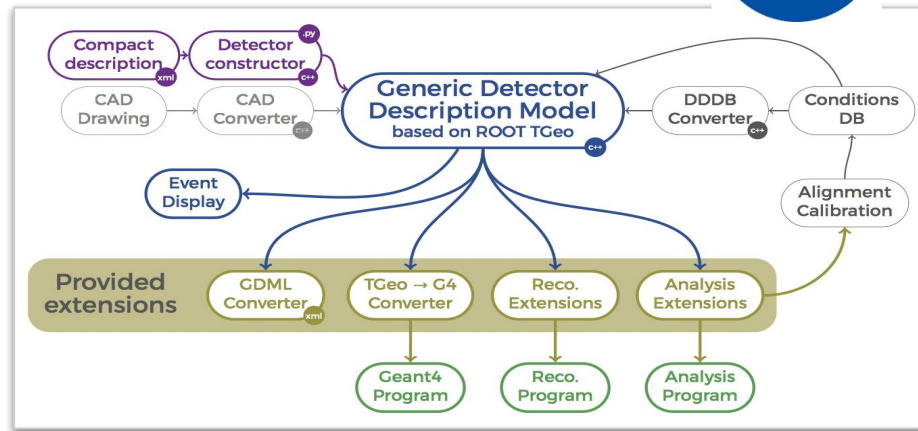 Compact
description
xml
Detector
constructor
.py
c++
CAD
Drawing
CAD
Converter
c++
Generic Detector
Description Model
based on ROOT TGeo
c++
DDDB
Converter
c++
Conditions
DB
Event
Display
Alignment
Calibration
Provided
extensions
GDML
Converter
xml
TGeo → G4
Converter
Reco.
Extensions
Analysis
Extensions
Geant4
Program
Reco.
Program
Analysis
Program